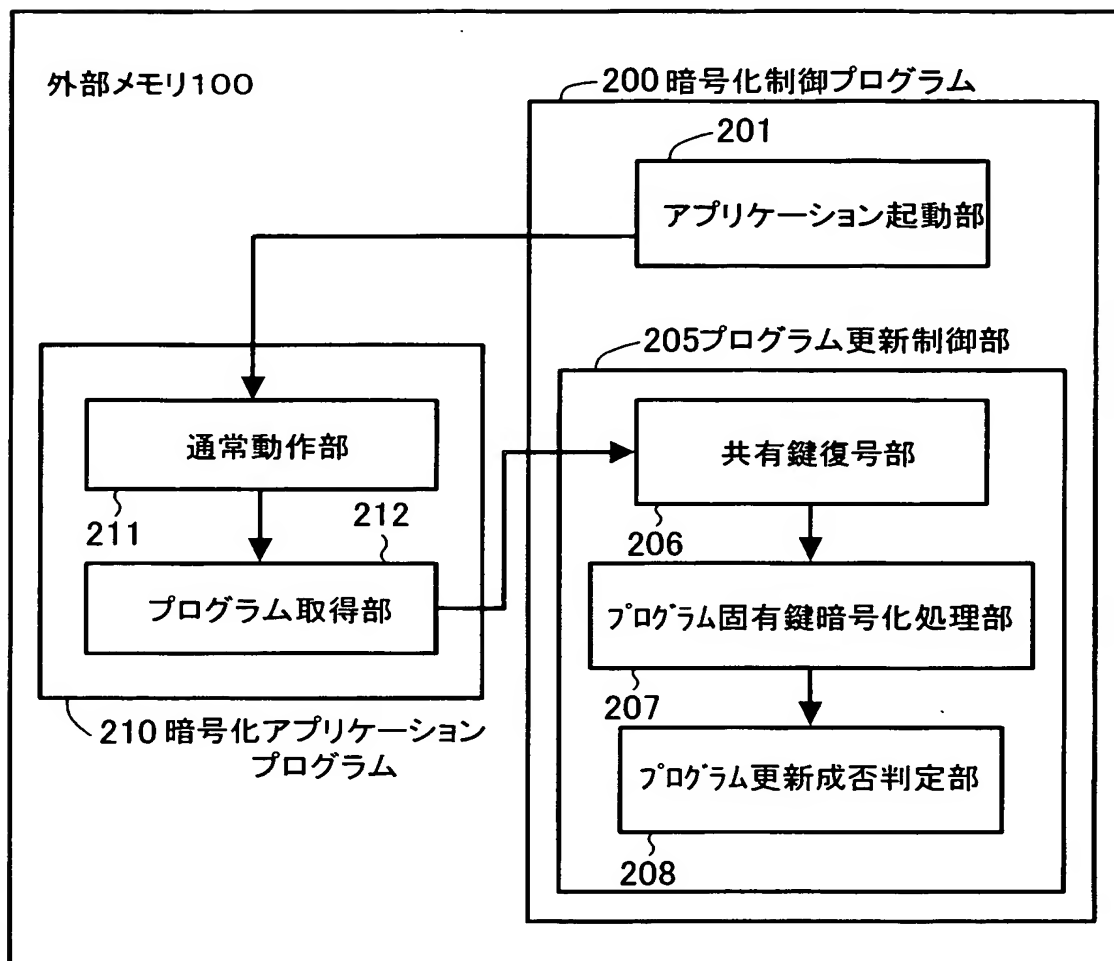 外部メモリ100
200 暗号化制御プログラム
201
アプリケーション起動部
205プログラム更新制御部
通常動作部
211
212
プログラム取得部
210 暗号化アプリケーション
プログラム
共有鍵復号部
206
プログラム固有鍵暗号化処理部
207
プログラム更新成否判定部
208